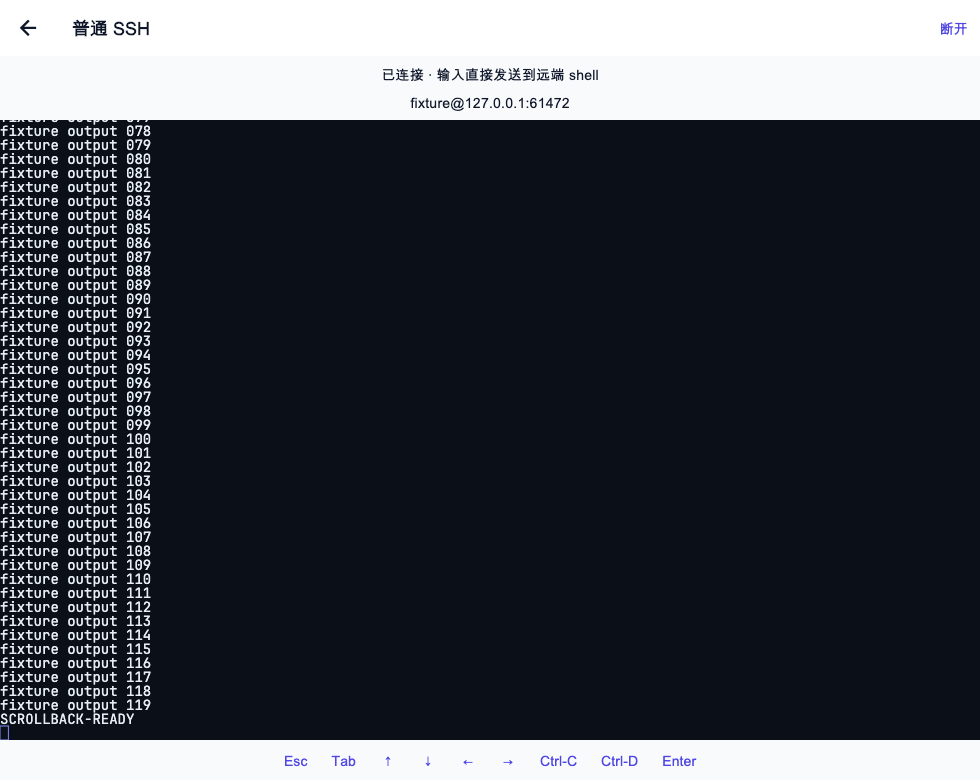 普通 SSH
断开
已连接 · 输入直接发送到远端 shell
fixture@127.0.0.1:61472
fixture output 078
fixture output 079
fixture output 080
fixture output 081
fixture output 082
fixture output 083
fixture output 084
fixture output 085
fixture output 086
fixture output 087
fixture output 088
fixture output 089
fixture output 090
fixture output 091
fixture output 092
fixture output 093
fixture output 094
fixture output 095
fixture output 096
fixture output 097
fixture output 098
fixture output 099
fixture output 100
fixture output 101
fixture output 102
fixture output 103
fixture output 104
fixture output 105
fixture output 106
fixture output 107
fixture output 108
fixture output 109
fixture output 110
fixture output 111
fixture output 112
fixture output 113
fixture output 114
fixture output 115
fixture output 116
fixture output 117
fixture output 118
fixture output 119
SCROLLBACK-READY
Esc Tab ↑ ↓ ← → Ctrl-C Ctrl-D Enter